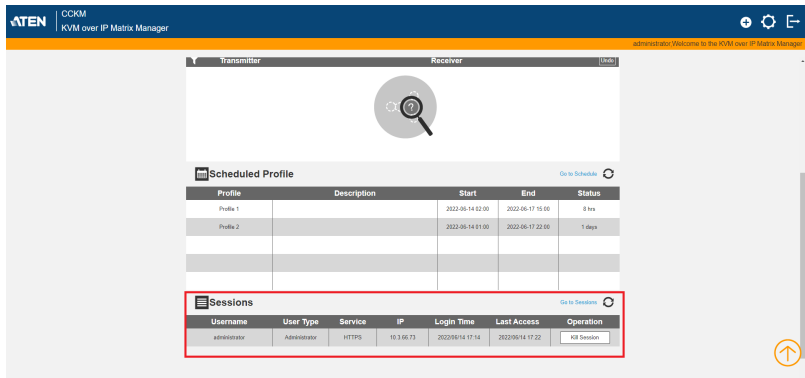 ATEN
CCKM
KVM over IP Matrix Manager
administrator,Welcome to the KVM over IP Matrix Manager
Transmitter Receiver Undo
?
Scheduled Profile Go to Schedule
Profile Description Start End Status
Profile 1 2022-06-14 02:00 2022-06-17 15:00 8 hrs
Profile 2 2022-06-14 01:00 2022-06-17 22:00 1 days
Sessions Go to Sessions
Username User Type Service IP Login Time Last Access Operation
administrator Administrator HTTPS 10.3.66.73 2022/06/14 17:14 2022/06/14 17:22 Kill Session